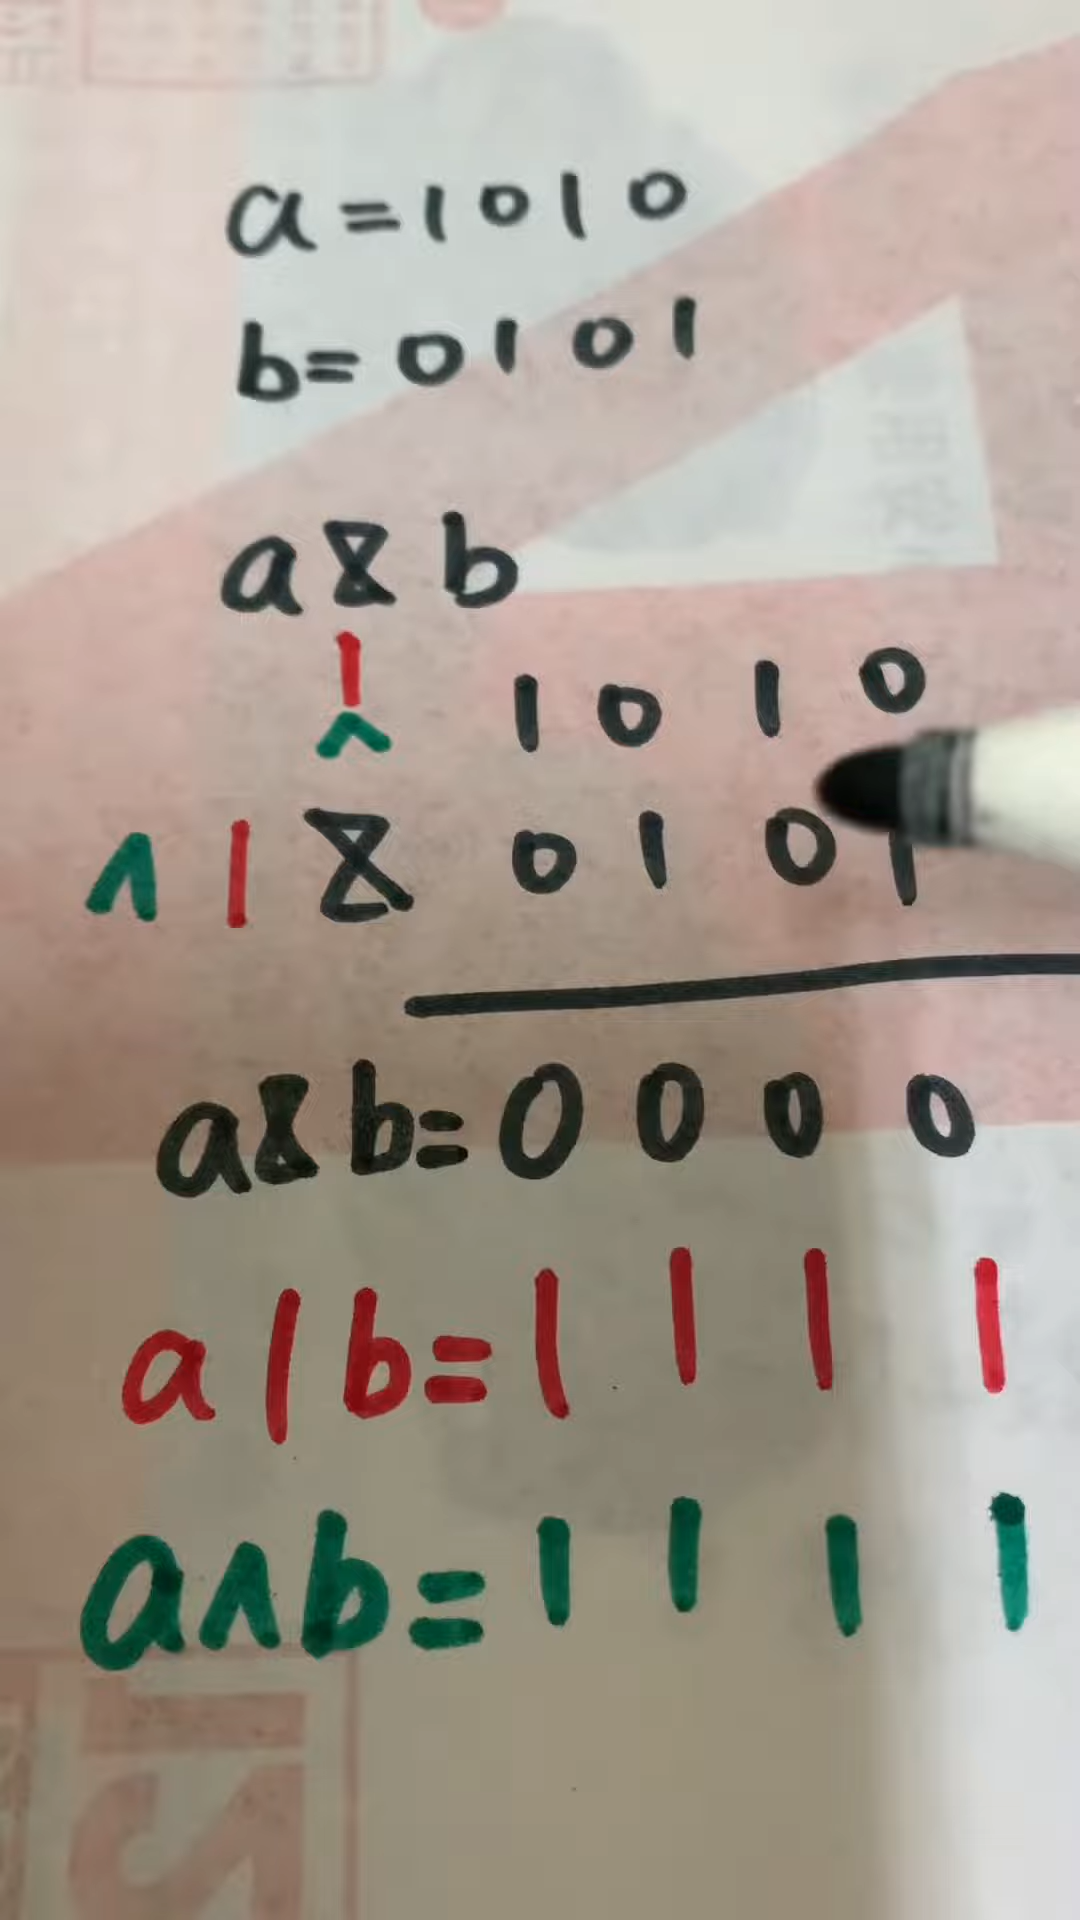 a=1010
b=0101
a&b
|
^
1010
^ | & 0101
a&b=0000
a|b=1111
a^b=1111